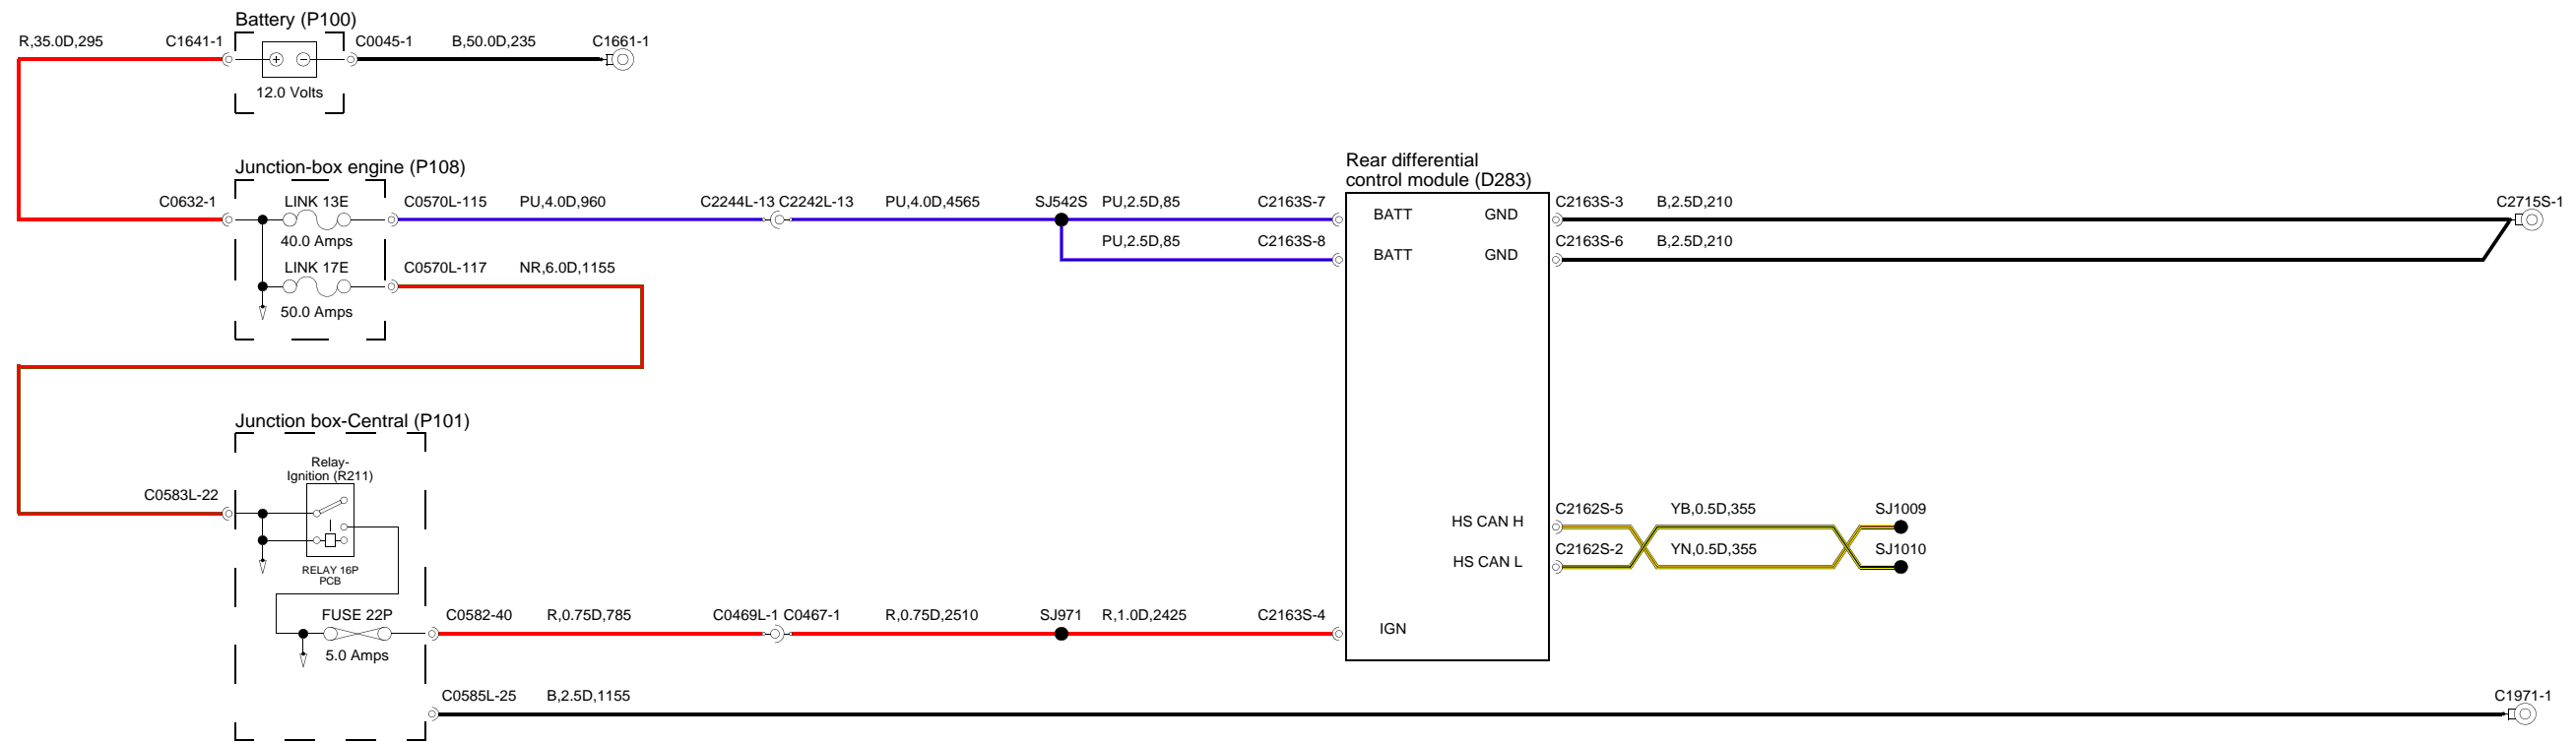 Battery (P100)
R,35.0D,295 C1641-1 C0045-1 B,50.0D,235 C1661-1
12.0 Volts
Junction-box engine (P108)
Rear differential
control module (D283)
C0632-1 LINK 13E C0570L-115 PU,4.0D,960 C2244L-13 C2242L-13 PU,4.0D,4565 SJ542S PU,2.5D,85 C2163S-7 BATT GND C2163S-3 B,2.5D,210 C2715S-1
40.0 Amps PU,2.5D,85 C2163S-8 BATT GND C2163S-6 B,2.5D,210
LINK 17E C0570L-117 NR,6.0D,1155
50.0 Amps
Junction box-Central (P101)
Relay-
Ignition (R211)
C0583L-22
HS CAN H C2162S-5 YB,0.5D,355 SJ1009
HS CAN L C2162S-2 YN,0.5D,355 SJ1010
RELAY 16P
PCB
FUSE 22P C0582-40 R,0.75D,785 C0469L-1 C0467-1 R,0.75D,2510 SJ971 R,1.0D,2425 C2163S-4 IGN
5.0 Amps
C0585L-25 B,2.5D,1155 C1971-1